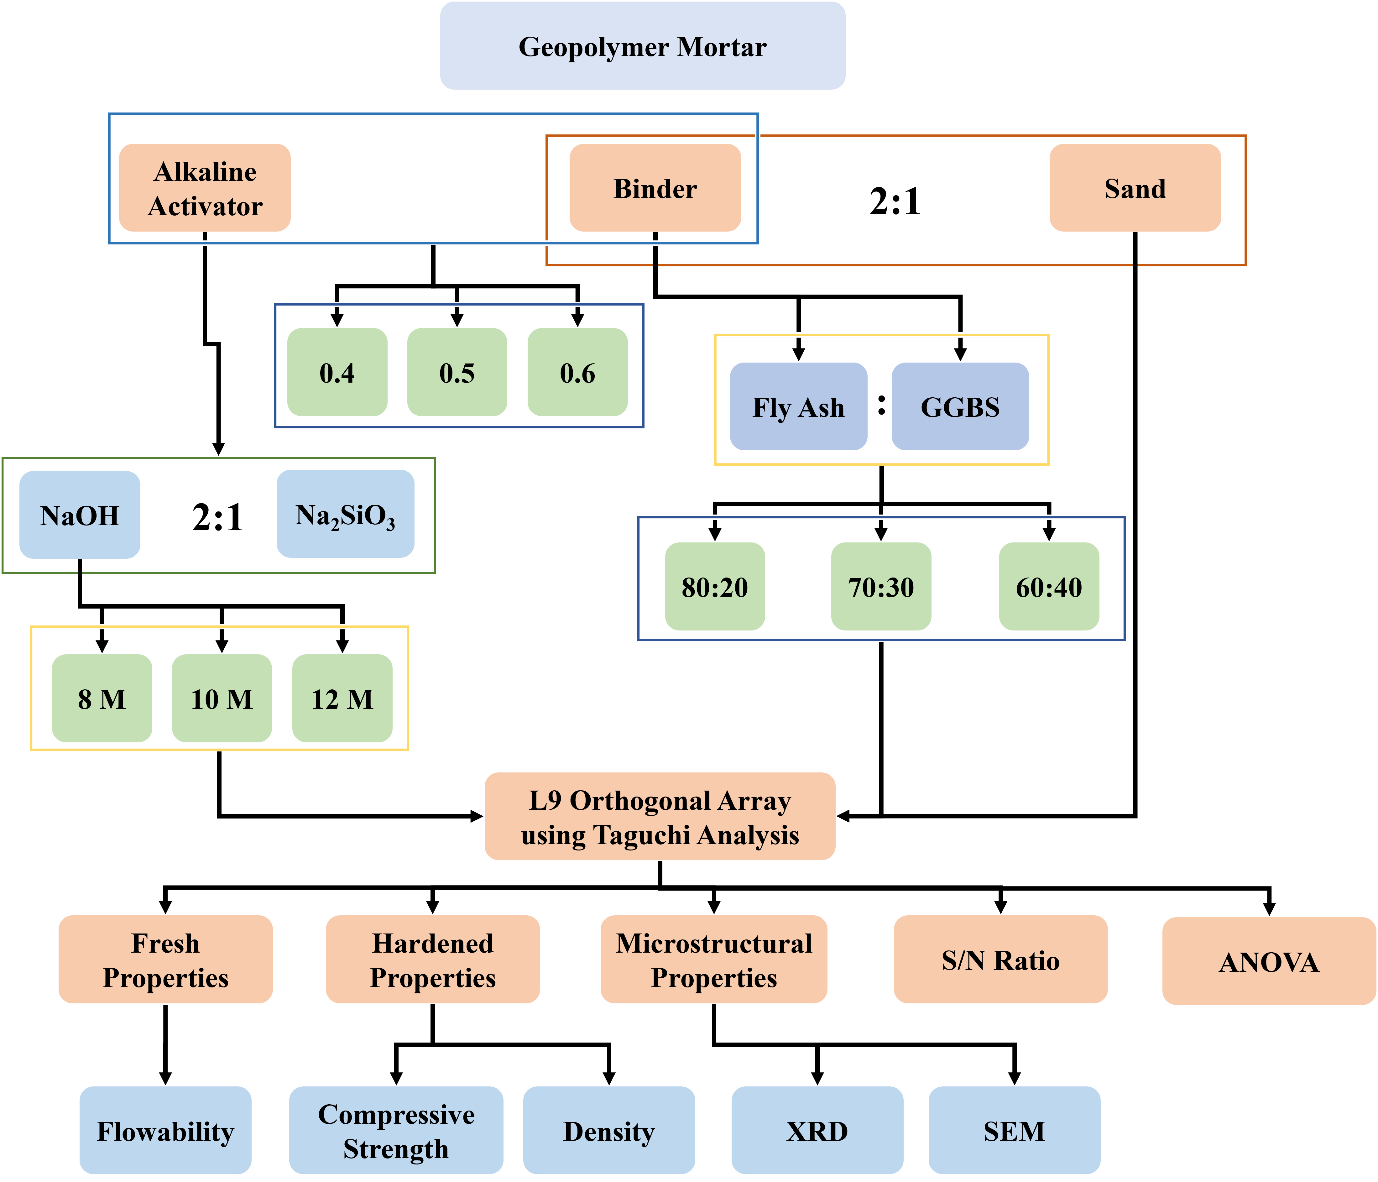 Geopolymer Mortar
Alkaline
Activator
Binder
2:1
Sand
0.4
0.5
0.6
Fly Ash
:
GGBS
NaOH
2:1
Na₂SiO₃
80:20
70:30
60:40
8 M
10 M
12 M
L9 Orthogonal Array
using Taguchi Analysis
Fresh
Properties
Hardened
Properties
Microstructural
Properties
S/N Ratio
ANOVA
Flowability
Compressive
Strength
Density
XRD
SEM